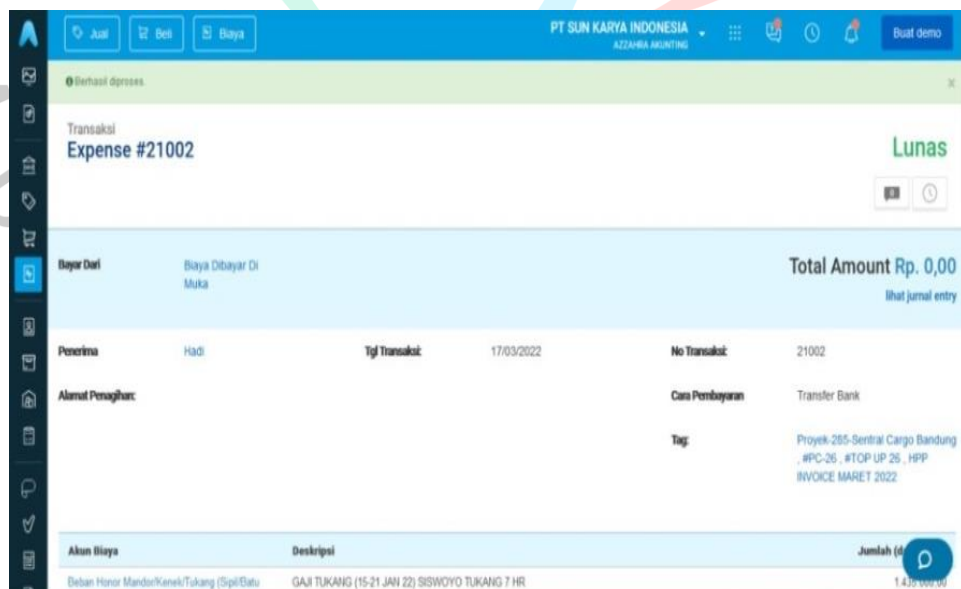 Jual Beli Biaya PT SUN KARYA INDONESIA Buat demo
AZZAHRA AKUNTING
Berhasil diproses.
Transaksi
Expense #21002
Lunas
Bayar Dari Biaya Dibayar Di Total Amount Rp. 0,00
Muka
lihat jurnal entry
Penerima Hadi Tgl Transaksi: 17/03/2022 No Transaksi: 21002
Alamat Penagihan: Cara Pembayaran Transfer Bank
Tag: Proyek-285-Sentral Cargo Bandung
, #PC-26 , #TOP UP 26 , HPP
INVOICE MARET 2022
Akun Biaya Deskripsi Jumlah
Beban Honor Mandor/Kenek/Tukang (Sipil/Batu GAJI TUKANG (15-21 JAN 22) SISWOYO TUKANG 7 HR